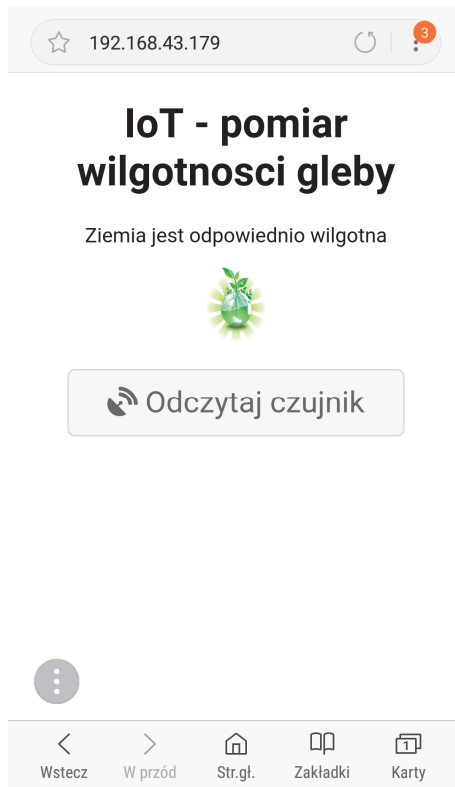 192.168.43.179
3
IoT - pomiar
wilgotnosci gleby
Ziemia jest odpowiednio wilgotna
Odczytaj czujnik
1
Wstecz W przód Str.gł. Zakładki Karty